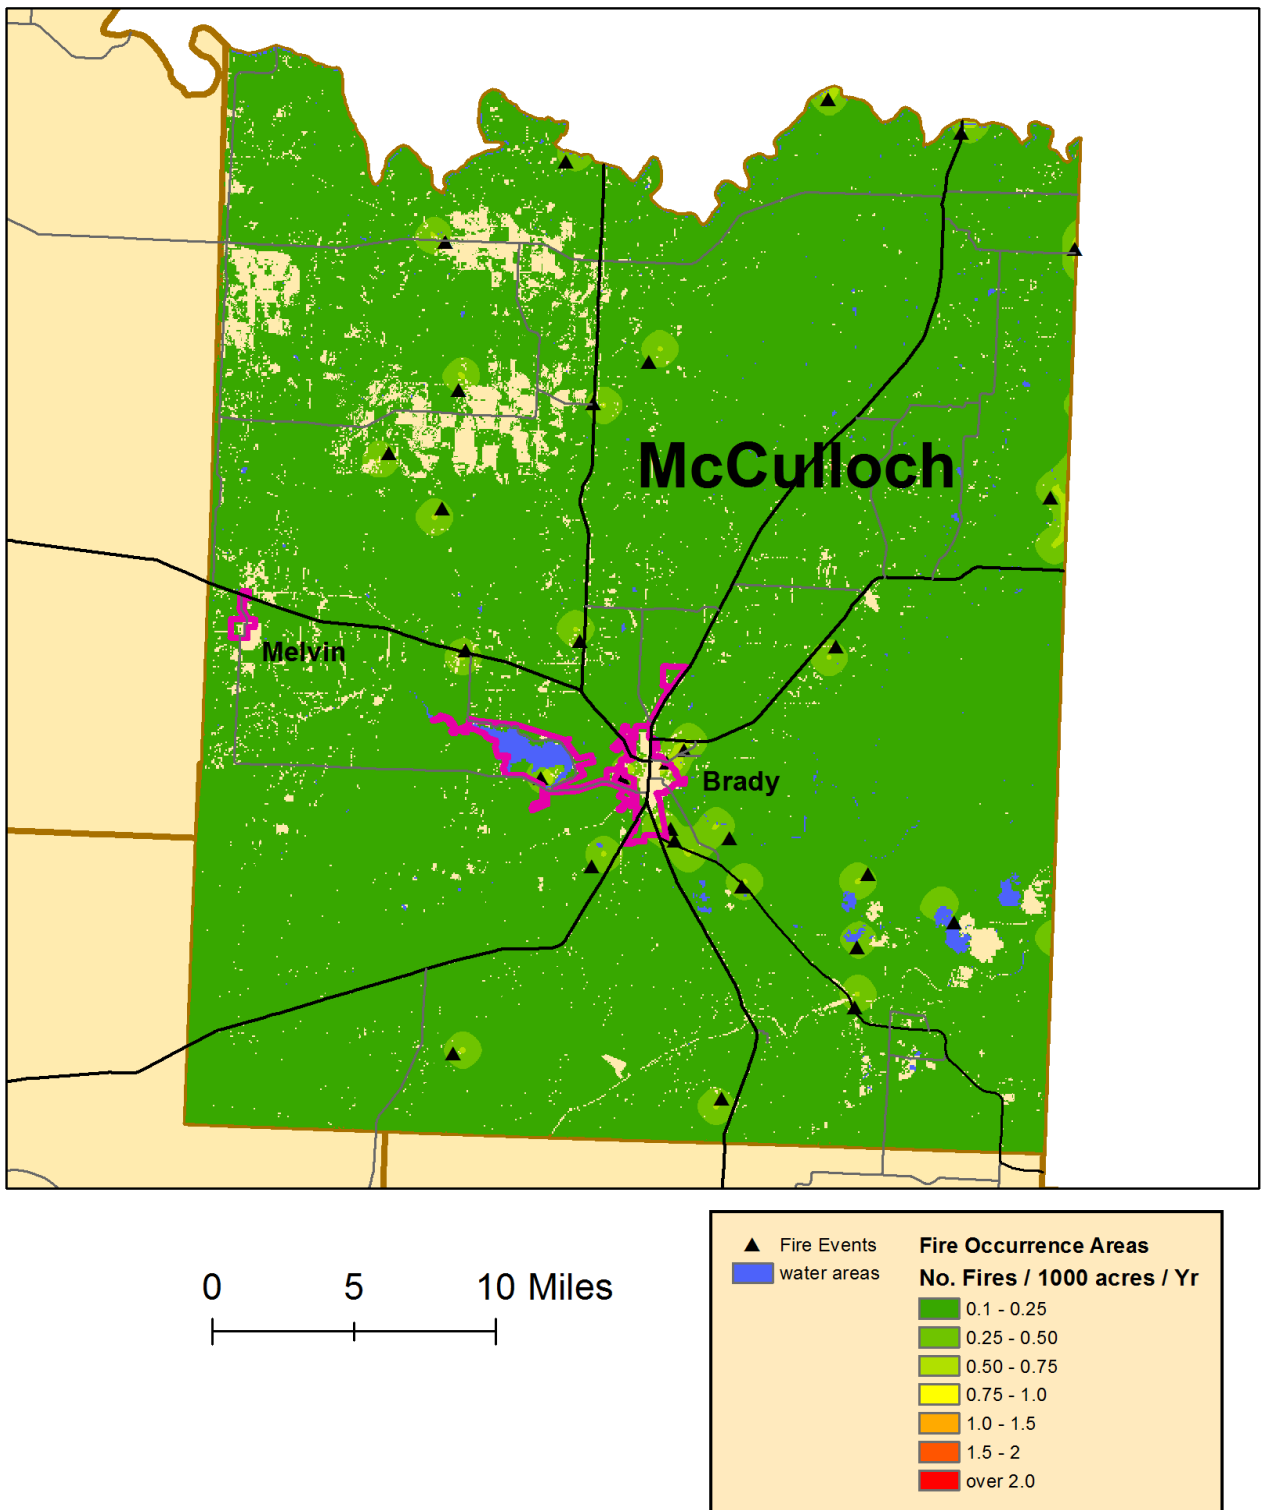 McCulloch
Melvin
Brady
0 5 10 Miles
Fire Events
water areas
Fire Occurrence Areas
No. Fires / 1000 acres / Yr
0.1 - 0.25
0.25 - 0.50
0.50 - 0.75
0.75 - 1.0
1.0 - 1.5
1.5 - 2
over 2.0